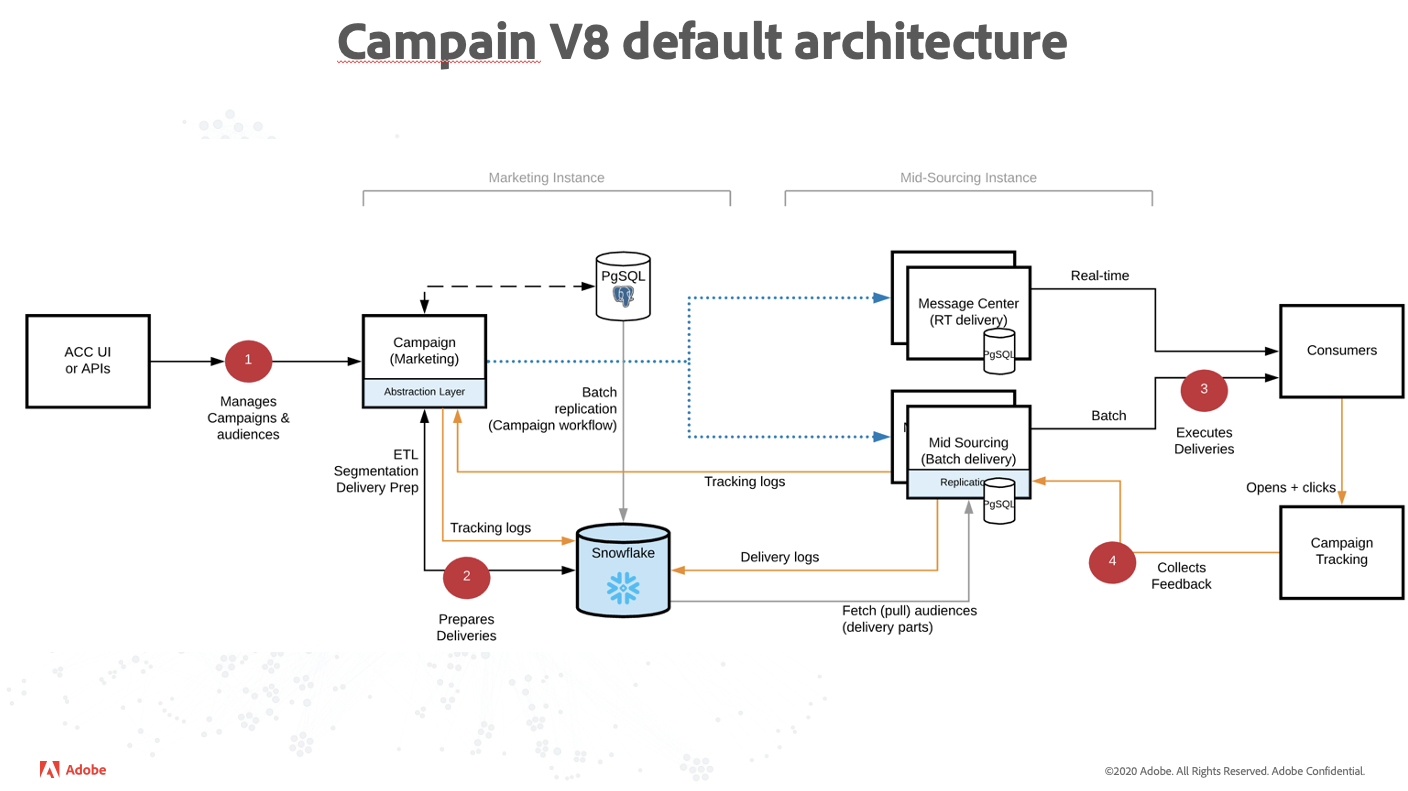 Campain V8 default architecture
Marketing Instance
Mid-Sourcing Instance
PgSQL
ACC UI
or APIs
1
Manages
Campaigns &
audiences
Campaign
(Marketing)
Abstraction Layer
Batch
replication
(Campaign workflow)
Message Center
(RT delivery)
PgSQL
Real-time
Consumers
Mid Sourcing
(Batch delivery)
PgSQL
Batch
3
Executes
Deliveries
ETL
Segmentation
Delivery Prep
Tracking logs
Tracking logs
Opens + clicks
2
Prepares
Deliveries
Snowflake
Delivery logs
Fetch (pull) audiences
(delivery parts)
4
Collects
Feedback
Campaign
Tracking
Adobe
©2020 Adobe. All Rights Reserved. Adobe Confidential.